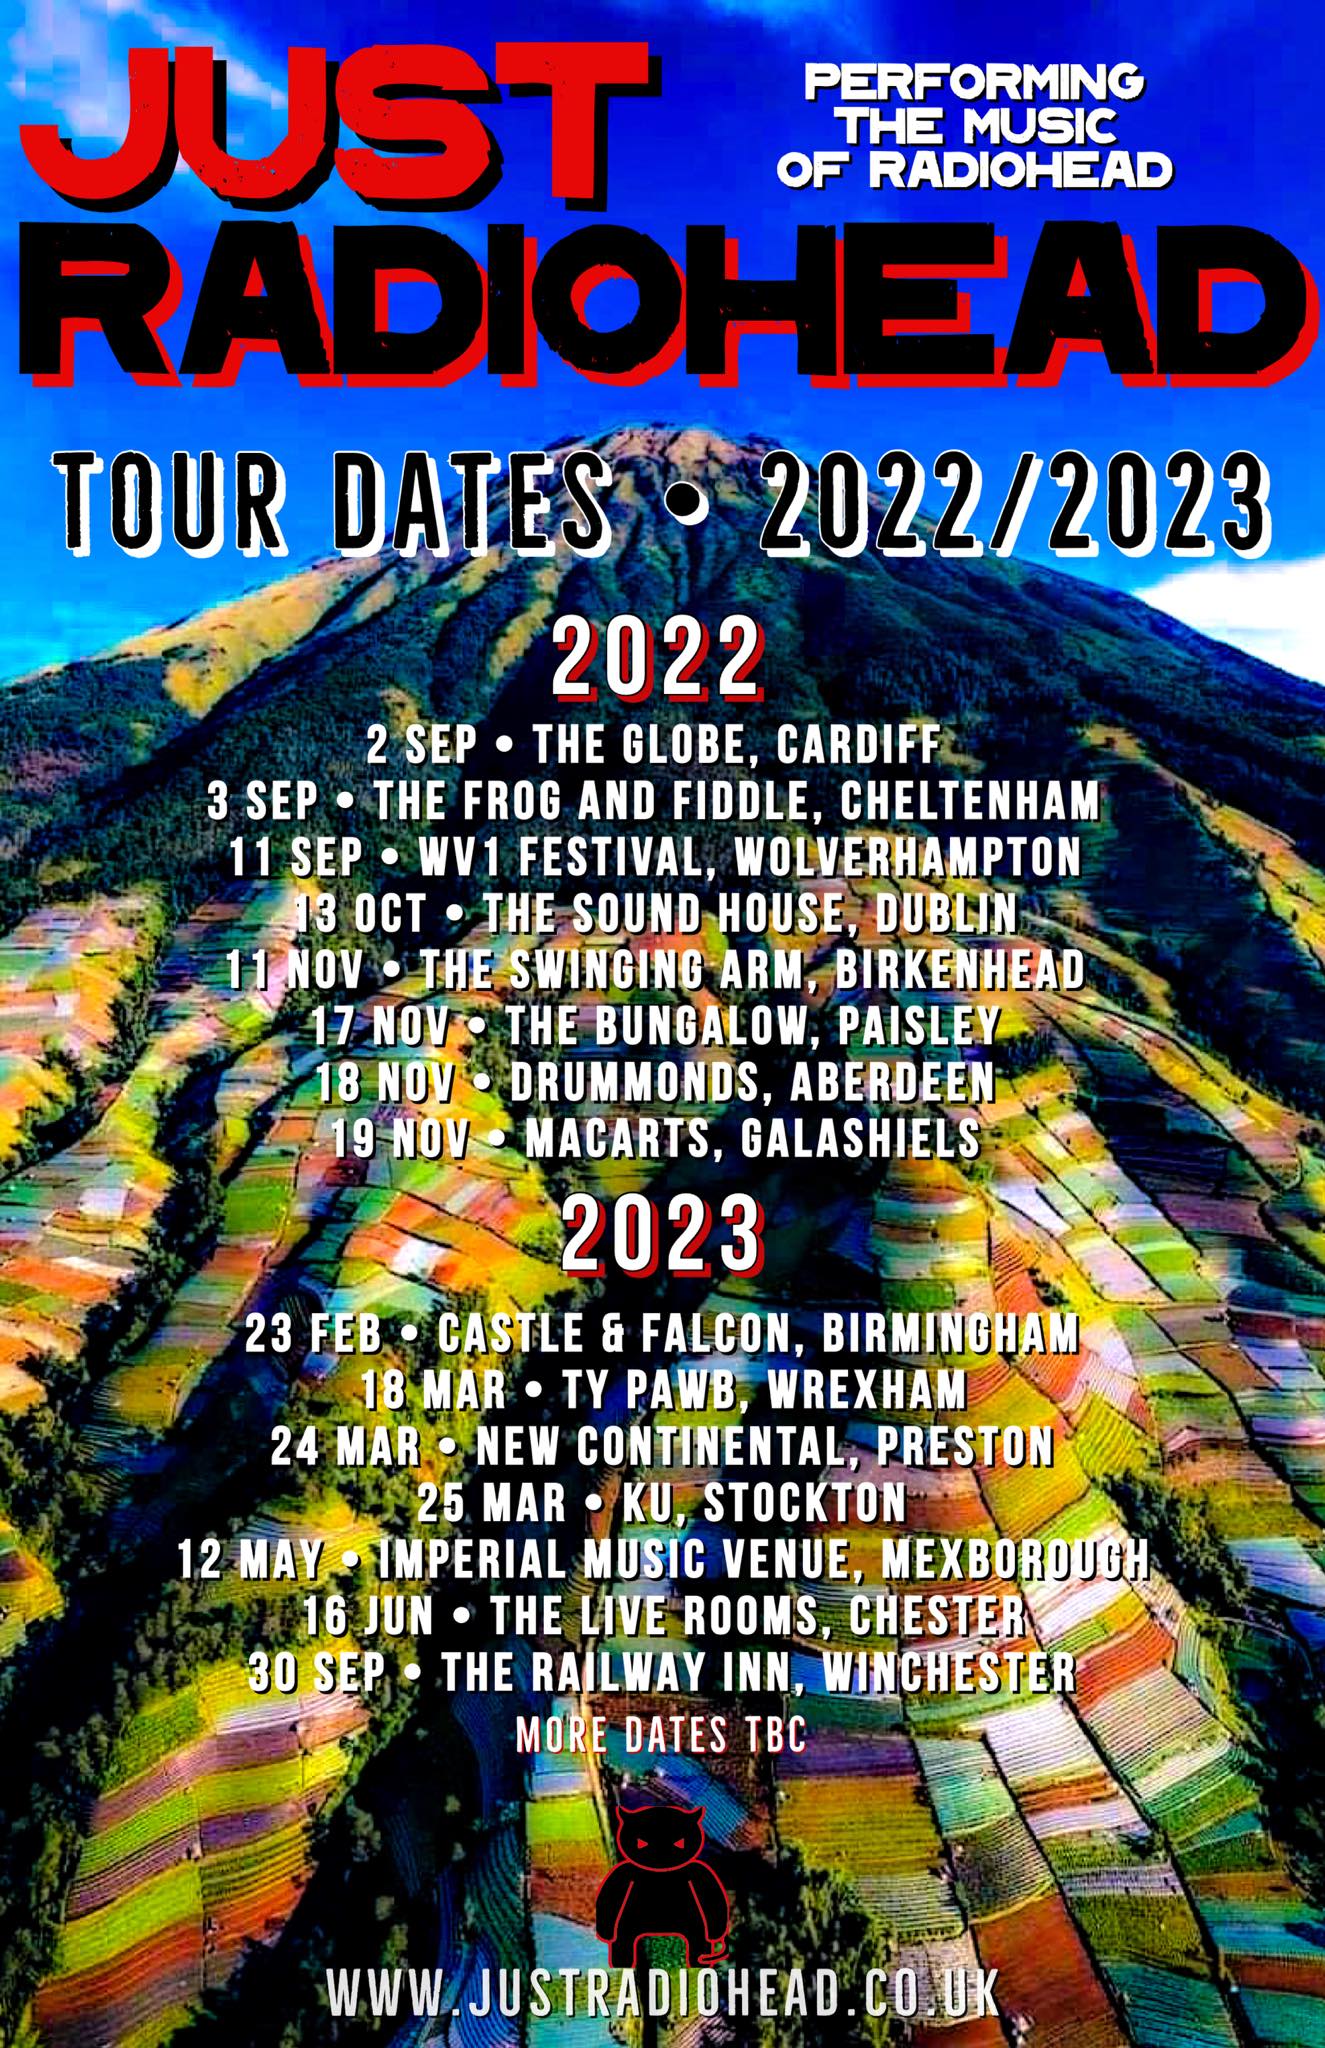 JUST
RADIOHEAD
PERFORMING
THE MUSIC
OF RADIOHEAD
TOUR DATES • 2022/2023
2022
2 SEP • THE GLOBE, CARDIFF
3 SEP • THE FROG AND FIDDLE, CHELTENHAM
11 SEP • WV1 FESTIVAL, WOLVERHAMPTON
13 OCT • THE SOUND HOUSE, DUBLIN
11 NOV • THE SWINGING ARM, BIRKENHEAD
17 NOV • THE BUNGALOW, PAISLEY
18 NOV • DRUMMONDS, ABERDEEN
19 NOV • MACARTS, GALASHIELS
2023
23 FEB • CASTLE & FALCON, BIRMINGHAM
18 MAR • TY PAWB, WREXHAM
24 MAR • NEW CONTINENTAL, PRESTON
25 MAR • KU, STOCKTON
12 MAY • IMPERIAL MUSIC VENUE, MEXBOROUGH
16 JUN • THE LIVE ROOMS, CHESTER
30 SEP • THE RAILWAY INN, WINCHESTER
MORE DATES TBC
WWW.JUSTRADIOHEAD.CO.UK